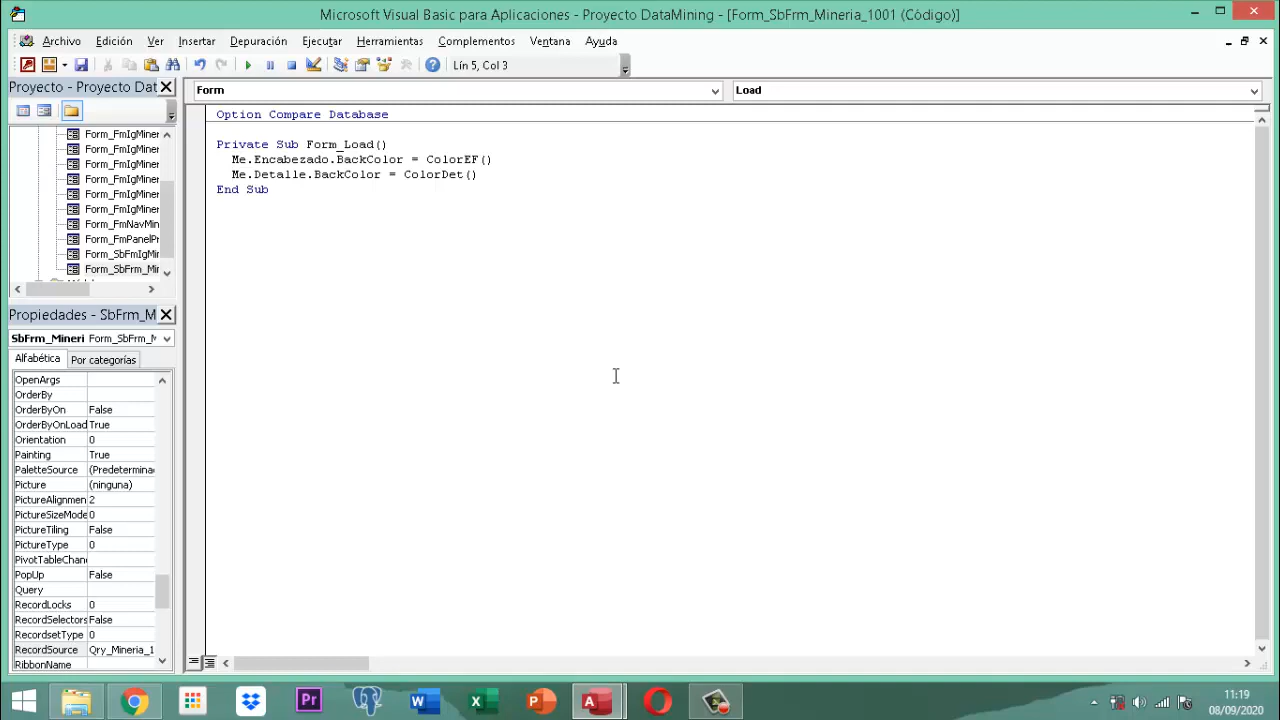 Microsoft Visual Basic para Aplicaciones - Proyecto DataMining - [Form_SbFrm_Mineria_1001 (Código)]
Archivo Edición Ver Insertar Formato Depuración Ejecutar Herramientas Complementos Ventana Ayuda
Lín 5, Col 3
Proyecto - Proyecto Dat
Form Load
Form_FmIgMiner
Form_FmIgMiner
Form_FmIgMiner
Form_FmIgMiner
Form_FmIgMiner
Form_FmIgMiner
Form_FmNavMin
Form_FmPanelPr
Form_SbFmIgM
Form_SbFrm_Mi
Option Compare Database
Private Sub Form_Load()
Me.Encabezado.BackColor = ColorEF()
Me.Detalle.BackColor = ColorDet()
End Sub
Propiedades - SbFrm_M
SbFrm_Mineri Form_SbFrm_M
Alfabética Por categorías
OpenArgs
OrderBy
OrderByOn False
OrderByOnLoad True
Orientation 0
Painting True
PaletteSource (Predetermina
Picture (ninguna)
PictureAlignmen 2
PictureSizeMode 0
PictureTiling False
PictureType 0
PivotTableChan
PopUp False
Query
RecordLocks 0
RecordSelectors False
RecordsetType 0
RecordSource Qry_Mineria_1
RibbonName
Pr W X P A
11:19
08/09/2020